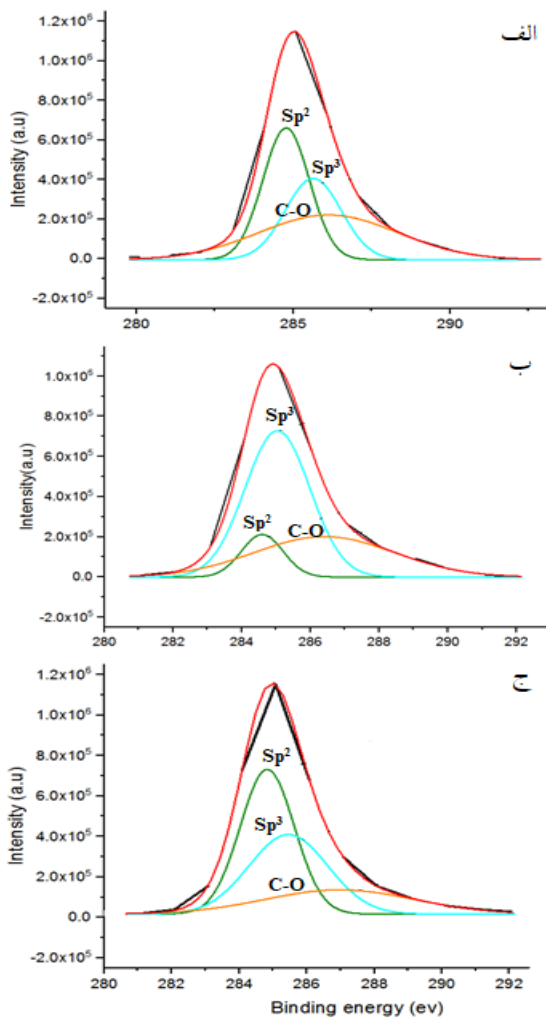 الف
1.2x10⁶
1.0x10⁶
8.0x10⁵
6.0x10⁵
4.0x10⁵
2.0x10⁵
0.0
-2.0x10⁵
Intensity (a.u)
Sp²
Sp³
C-O
280 285 290
ب
1.0x10⁶
8.0x10⁵
6.0x10⁵
4.0x10⁵
2.0x10⁵
0.0
-2.0x10⁵
Intensity(a.u)
Sp³
Sp²
C-O
280 282 284 286 288 290 292
ج
1.2x10⁶
1.0x10⁶
8.0x10⁵
6.0x10⁵
4.0x10⁵
2.0x10⁵
0.0
-2.0x10⁵
Intensity (a.u)
Sp²
Sp³
C-O
280 282 284 286 288 290 292
Binding energy (ev)